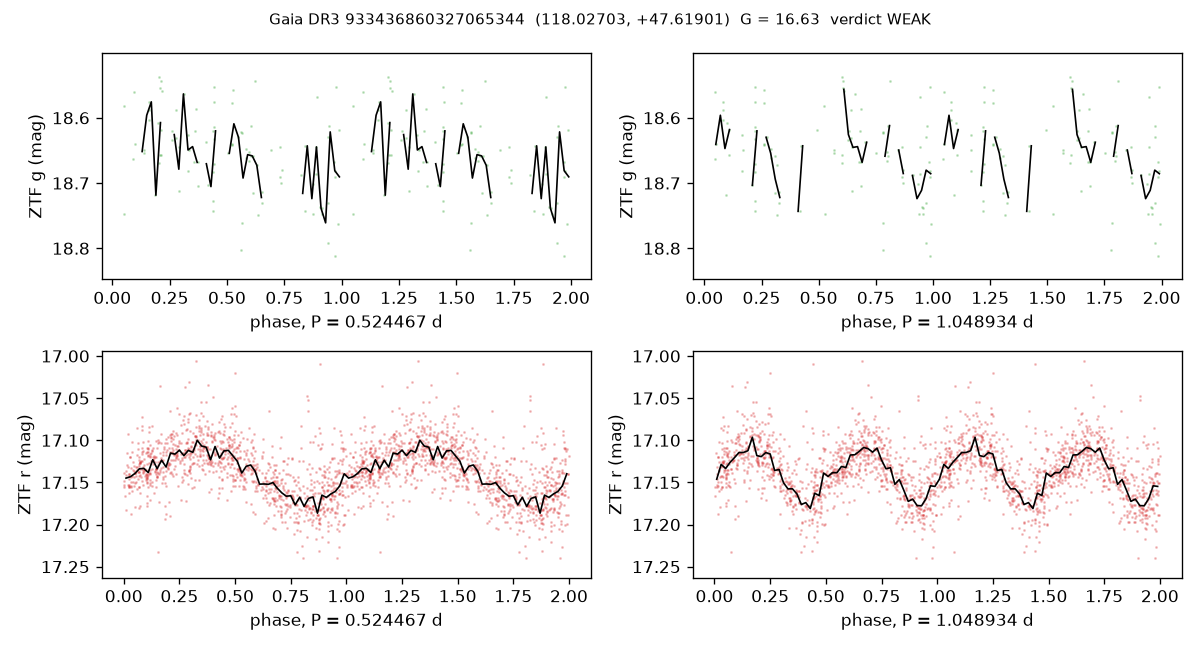 Gaia DR3 933436860327065344  (118.02703, +47.61901)  G = 16.63  verdict WEAK
ZTF g (mag)
18.6
18.7
18.8
0.00 0.25 0.50 0.75 1.00 1.25 1.50 1.75 2.00
phase, P = 0.524467 d
ZTF g (mag)
18.6
18.7
18.8
0.00 0.25 0.50 0.75 1.00 1.25 1.50 1.75 2.00
phase, P = 1.048934 d
ZTF r (mag)
17.00
17.05
17.10
17.15
17.20
17.25
0.00 0.25 0.50 0.75 1.00 1.25 1.50 1.75 2.00
phase, P = 0.524467 d
ZTF r (mag)
17.00
17.05
17.10
17.15
17.20
17.25
0.00 0.25 0.50 0.75 1.00 1.25 1.50 1.75 2.00
phase, P = 1.048934 d